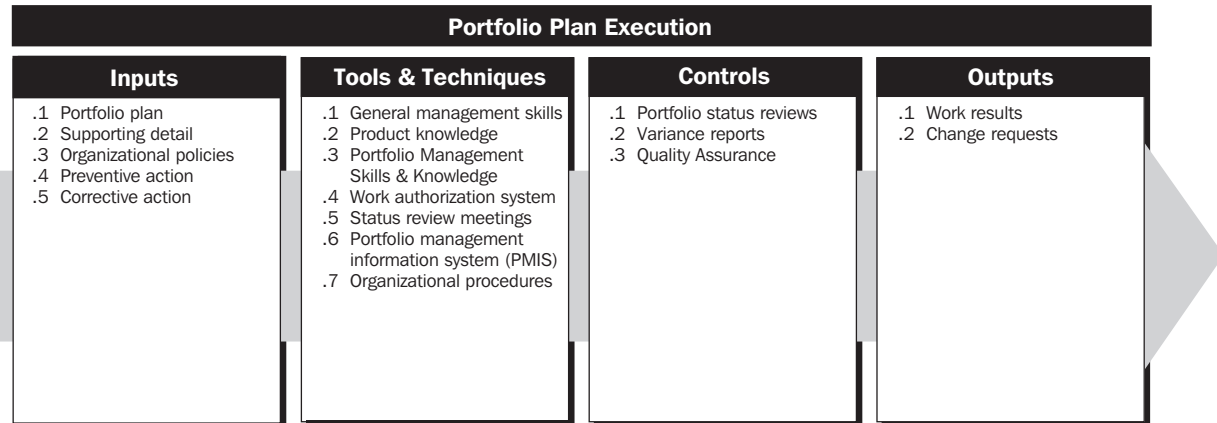 Portfolio Plan Execution
Inputs
.1 Portfolio plan
.2 Supporting detail
.3 Organizational policies
.4 Preventive action
.5 Corrective action
Tools & Techniques
.1 General management skills
.2 Product knowledge
.3 Portfolio Management
Skills & Knowledge
.4 Work authorization system
.5 Status review meetings
.6 Portfolio management
information system (PMIS)
.7 Organizational procedures
Controls
.1 Portfolio status reviews
.2 Variance reports
.3 Quality Assurance
Outputs
.1 Work results
.2 Change requests